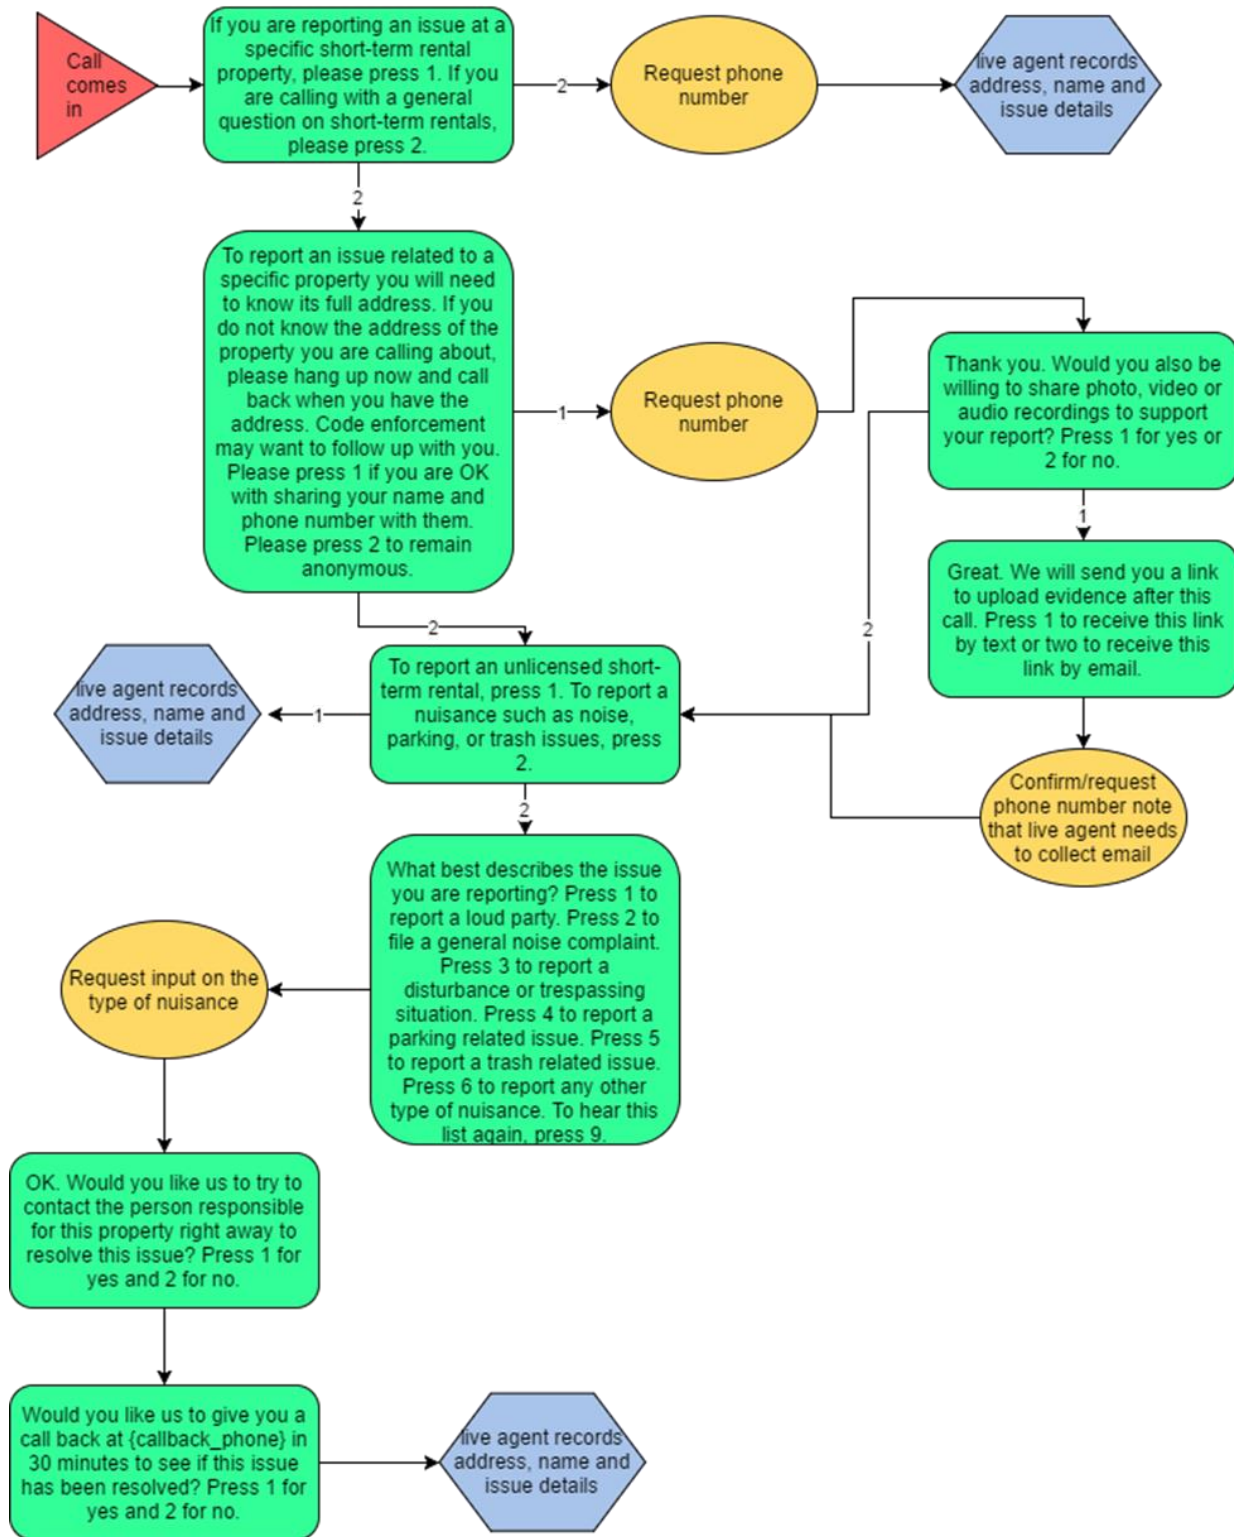 Call
comes
in
If you are reporting an issue at a
specific short-term rental
property, please press 1. If you
are calling with a general
question on short-term rentals,
please press 2.
2
Request phone
number
live agent records
address, name and
issue details
2
To report an issue related to a
specific property you will need
to know its full address. If you
do not know the address of the
property you are calling about,
please hang up now and call
back when you have the
address. Code enforcement
may want to follow up with you.
Please press 1 if you are OK
with sharing your name and
phone number with them.
Please press 2 to remain
anonymous.
1
Request phone
number
Thank you. Would you also be
willing to share photo, video or
audio recordings to support
your report? Press 1 for yes or
2 for no.
1
2
Great. We will send you a link
to upload evidence after this
call. Press 1 to receive this link
by text or two to receive this
link by email.
Confirm/request
phone number note
that live agent needs
to collect email
2
To report an unlicensed short-
term rental, press 1. To report a
nuisance such as noise,
parking, or trash issues, press
2.
1
live agent records
address, name and
issue details
2
What best describes the issue
you are reporting? Press 1 to
report a loud party. Press 2 to
file a general noise complaint.
Press 3 to report a
disturbance or trespassing
situation. Press 4 to report a
parking related issue. Press 5
to report a trash related issue.
Press 6 to report any other
type of nuisance. To hear this
list again, press 9.
Request input on the
type of nuisance
OK. Would you like us to try to
contact the person responsible
for this property right away to
resolve this issue? Press 1 for
yes and 2 for no.
Would you like us to give you a
call back at {callback_phone} in
30 minutes to see if this issue
has been resolved? Press 1 for
yes and 2 for no.
live agent records
address, name and
issue details